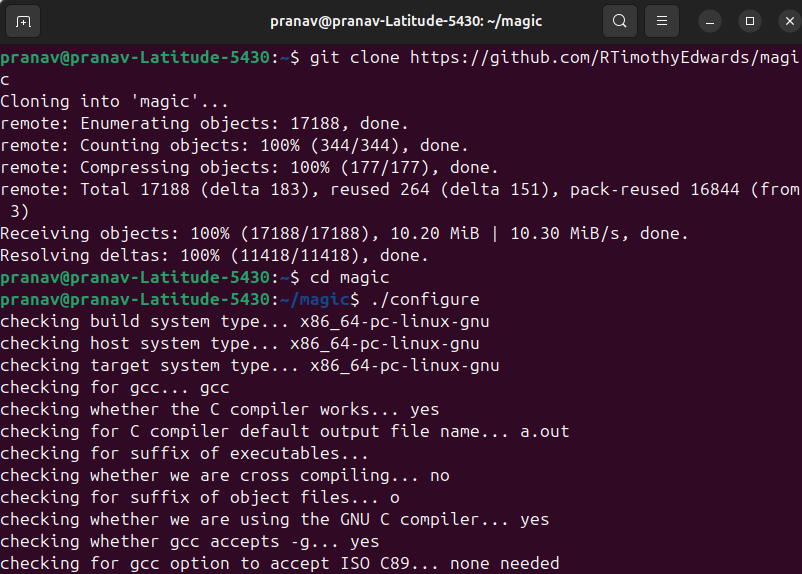 pranav@pranav-Latitude-5430: ~/magic
pranav@pranav-Latitude-5430:~$ git clone https://github.com/RTimothyEdwards/magi
c
Cloning into 'magic'...
remote: Enumerating objects: 17188, done.
remote: Counting objects: 100% (344/344), done.
remote: Compressing objects: 100% (177/177), done.
remote: Total 17188 (delta 183), reused 264 (delta 151), pack-reused 16844 (from
 3)
Receiving objects: 100% (17188/17188), 10.20 MiB | 10.30 MiB/s, done.
Resolving deltas: 100% (11418/11418), done.
pranav@pranav-Latitude-5430:~$ cd magic
pranav@pranav-Latitude-5430:~/magic$ ./configure
checking build system type... x86_64-pc-linux-gnu
checking host system type... x86_64-pc-linux-gnu
checking target system type... x86_64-pc-linux-gnu
checking for gcc... gcc
checking whether the C compiler works... yes
checking for C compiler default output file name... a.out
checking for suffix of executables...
checking whether we are cross compiling... no
checking for suffix of object files... o
checking whether we are using the GNU C compiler... yes
checking whether gcc accepts -g... yes
checking for gcc option to accept ISO C89... none needed